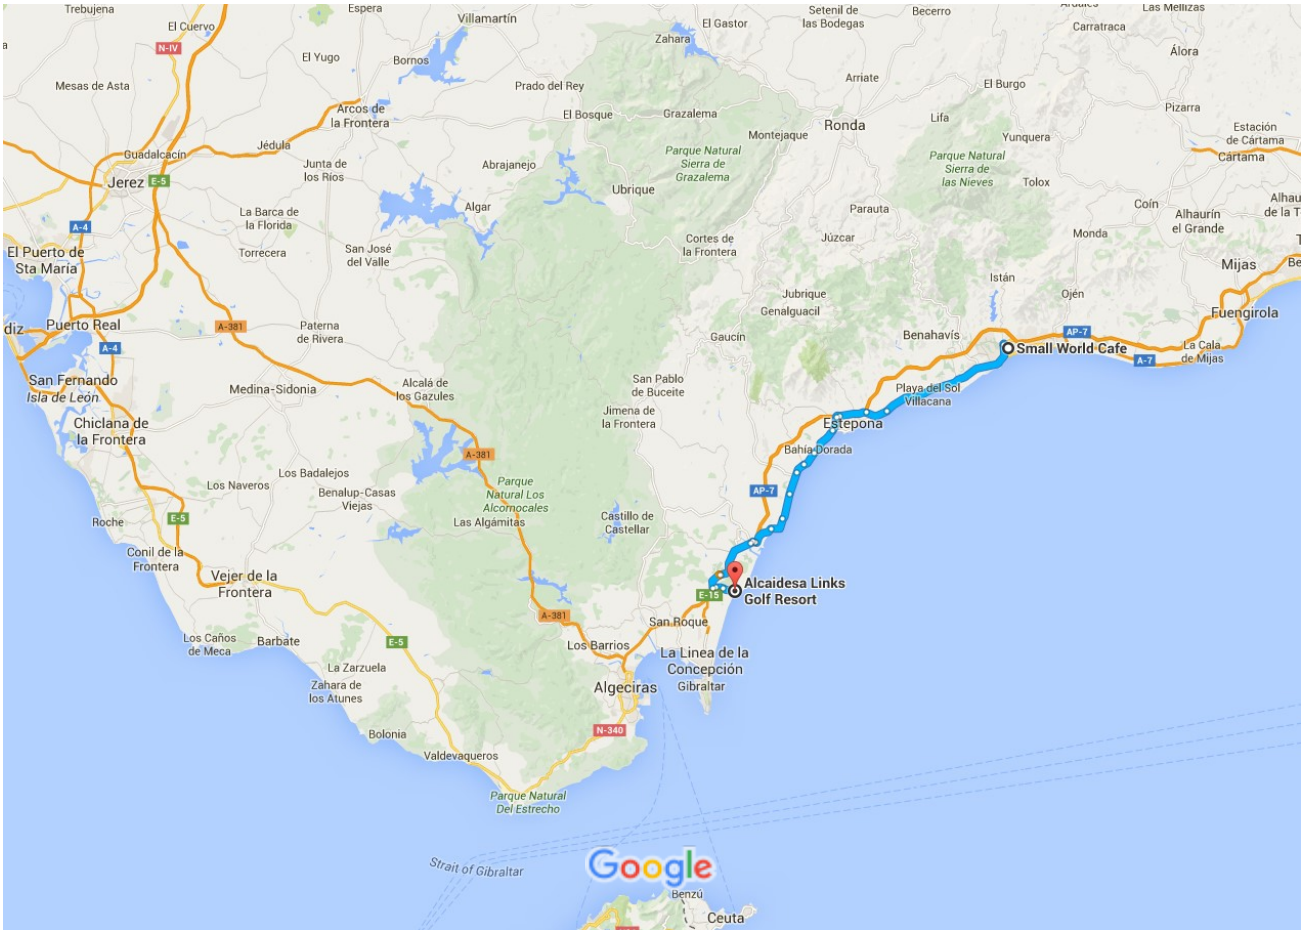 Trebujena
Espera
Villamartín
El Gastor
Setenil de
las Bodegas
Becerro
Ardales
Las Mellizas
El Cuervo
Carratraca
N-IV
Zahara
Álora
El Yugo
Bornos
Mesas de Asta
Prado del Rey
Arriate
El Burgo
Arcos de
la Frontera
El Bosque
Grazalema
Pizarra
Ronda
Lifa
Montejaque
Yunquera
Estación
de Cártama
Cártama
Guadalcacín
Jédula
Junta de
los Ríos
Abrajanejo
Parque Natural
Sierra de
Grazalema
Parque Natural
Sierra de
las Nieves
Jerez
E-5
Ubrique
Tolox
Algar
Parauta
Coín
Alhaurín
el Grande
Alhau
de la T
La Barca de
la Florida
A-4
Torrecera
San José
del Valle
Cortes de
la Frontera
Júzcar
Monda
El Puerto de
Sta María
Mijas
Be
Istán
Ojén
Jubrique
Genalguacil
Fuengirola
diz
Puerto Real
A-381
Paterna
de Rivera
Gaucín
Benahavís
AP-7
A-4
Small World Cafe
A-7
La Cala
de Mijas
San Fernando
Isla de León
Medina-Sidonia
Alcalá de
los Gazules
San Pablo
de Buceite
Playa del Sol
Villacana
Jimena de
la Frontera
Chiclana de
la Frontera
Estepona
A-381
Bahía Dorada
Los Badalejos
Los Naveros
Benalup-Casas
Viejas
Parque
Natural Los
Alcornocales
AP-7
Roche
E-5
Las Algámitas
Castillo de
Castellar
Conil de la
Frontera
Vejer de la
Frontera
Alcaidesa Links
Golf Resort
E-15
A-381
San Roque
Los Caños
de Meca
Barbate
E-5
Los Barrios
La Linea de la
Concepción
La Zarzuela
Zahara de
los Atunes
Algeciras
Gibraltar
Bolonia
N-340
Valdevaqueros
Parque Natural
Del Estrecho
Strait of Gibraltar
Google
Benzú
Ceuta